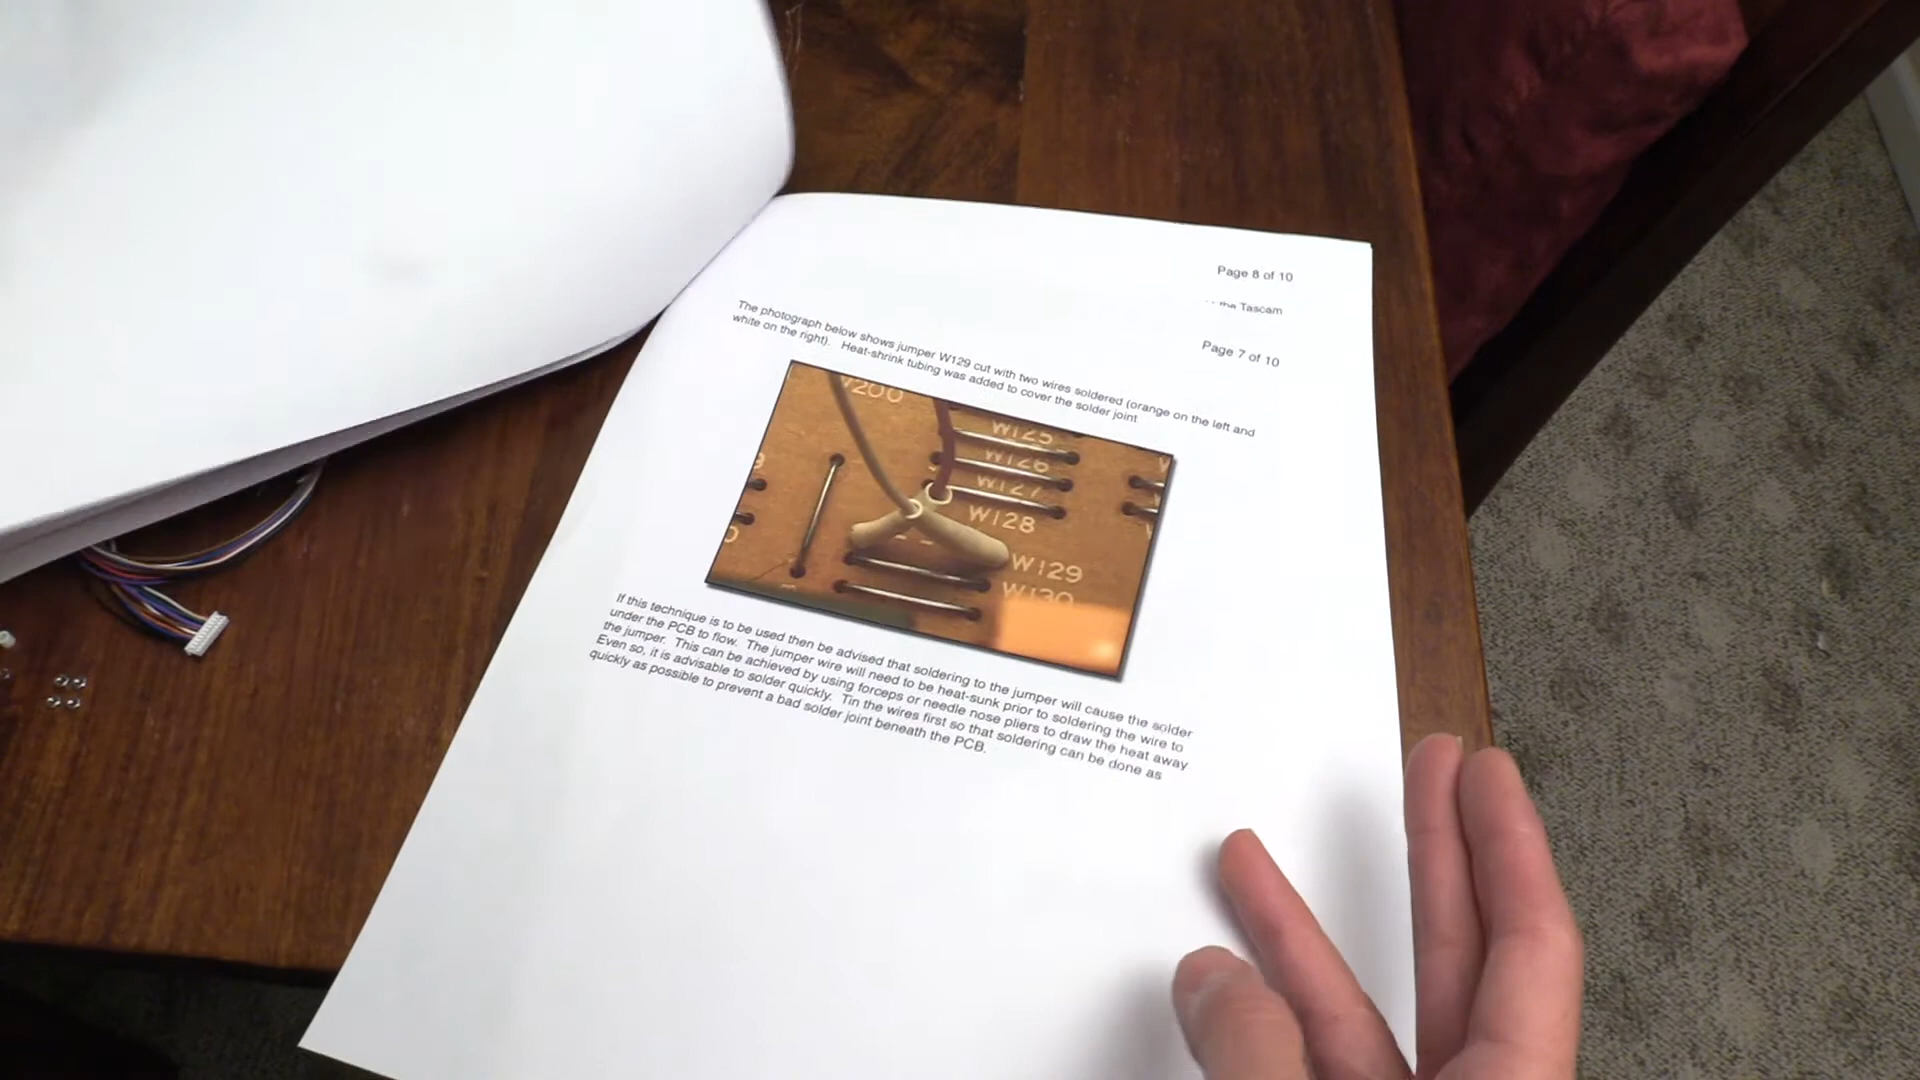 Page 8 of 10
the Tascam
Page 7 of 10
The photograph below shows jumper W129 cut with two wires soldered (orange on the left and
white on the right). Heat-shrink tubing was added to cover the solder joint
V200
W125
W126
W127
W128
W129
W130
If this technique is to be used then be advised that soldering to the jumper will cause the solder
under the PCB to flow. The jumper wire will need to be heat-sunk prior to soldering the wire to
the jumper. This can be achieved by using forceps or needle nose pliers to draw the heat away
Even so, it is advisable to solder quickly. Tin the wires first so that soldering can be done as
quickly as possible to prevent a bad solder joint beneath the PCB.